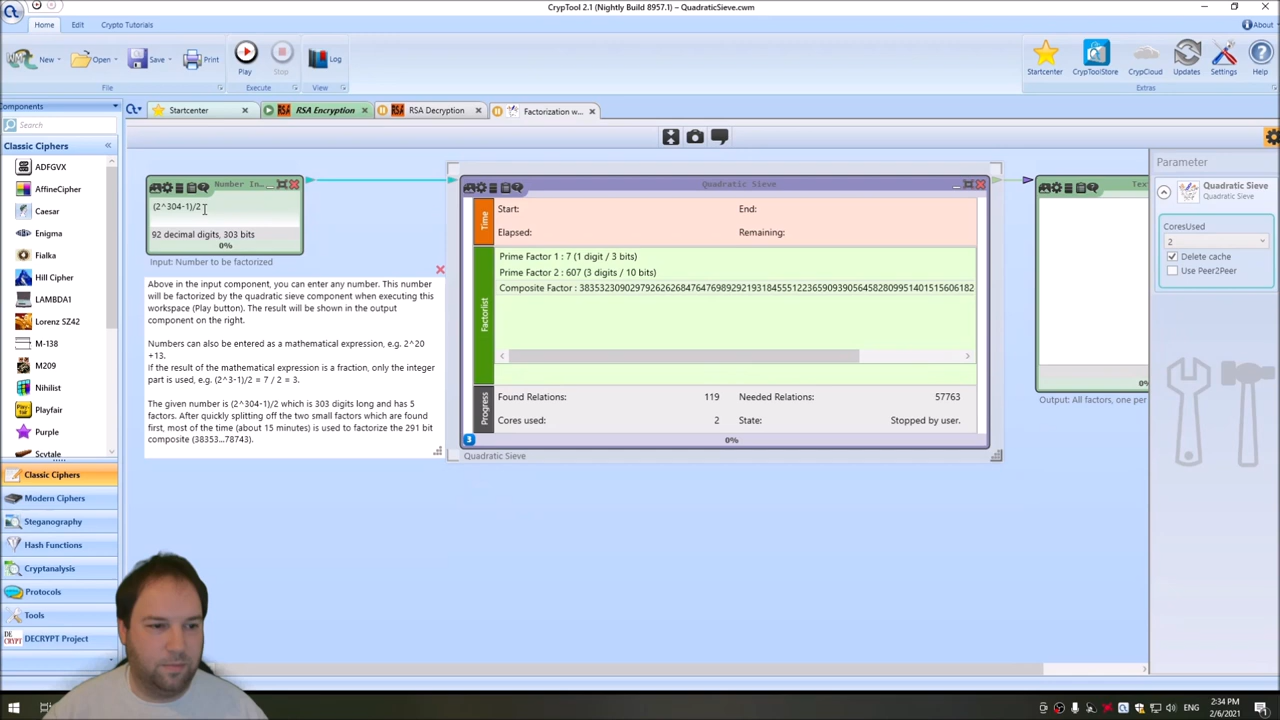 CrypTool 2.1 (Nightly Build 8957.1) – QuadraticSieve.cwm
Home Edit Crypto Tutorials
About
New Open Save Print Play Stop Log
Startcenter CrypToolStore CrypCloud Updates Settings Help
File Execute View Extras
Components
Startcenter RSA Encryption RSA Decryption Factorization w...
Search
Classic Ciphers
ADFGVX
AffineCipher
Caesar
Enigma
Fialka
Hill Cipher
LAMBDA1
Lorenz SZ42
M-138
M209
Nihilist
Playfair
Purple
Scytale
Classic Ciphers
Modern Ciphers
Steganography
Hash Functions
Cryptanalysis
Protocols
Tools
DECRYPT Project
Number In...
(2^304-1)/2
92 decimal digits, 303 bits
0%
Input: Number to be factorized
Above in the input component, you can enter any number. This number
will be factorized by the quadratic sieve component when executing this
workspace (Play button). The result will be shown in the output
component on the right.
Numbers can also be entered as a mathematical expression, e.g. 2^20
+13.
If the result of the mathematical expression is a fraction, only the integer
part is used, e.g. (2^3-1)/2 = 7 / 2 = 3.
The given number is (2^304-1)/2 which is 303 digits long and has 5
factors. After quickly splitting off the two small factors which are found
first, most of the time (about 15 minutes) is used to factorize the 291 bit
composite (38353...78743).
Quadratic Sieve
Time
Start: End:
Elapsed: Remaining:
Factorlist
Prime Factor 1 : 7 (1 digit / 3 bits)
Prime Factor 2 : 607 (3 digits / 10 bits)
Progress
Found Relations: 119 Needed Relations: 57763
Cores used: 2 State: Stopped by user.
3
0%
Quadratic Sieve
Tex
0%
Output: All factors, one per
Parameter
Quadratic Sieve
Quadratic Sieve
CoresUsed
2
Delete cache
Use Peer2Peer
ENG
2:34 PM
2/6/2021